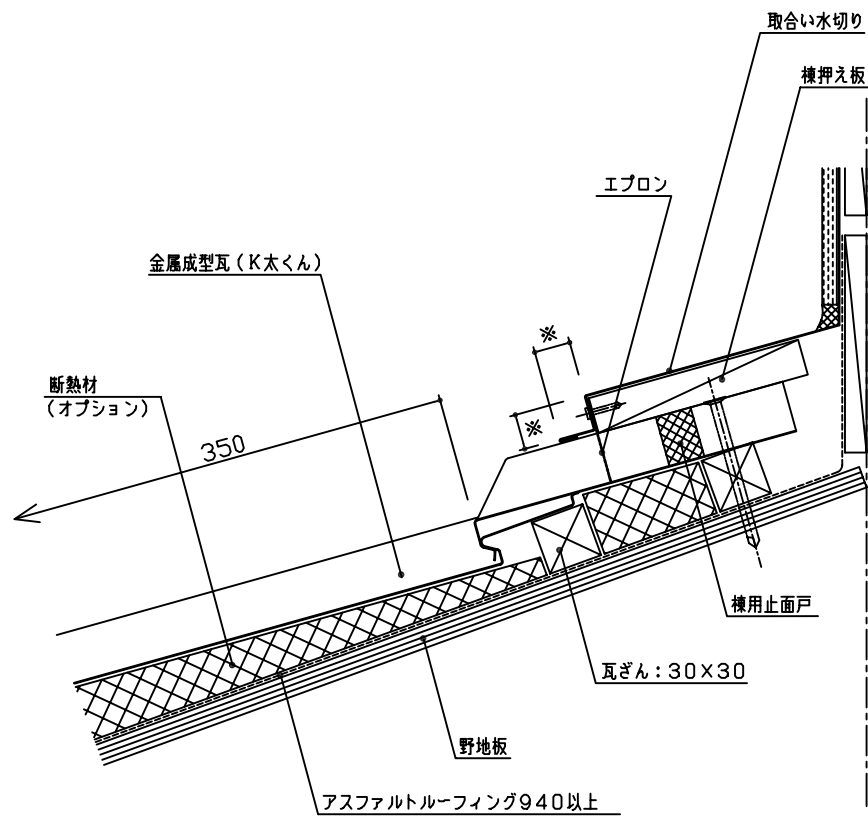 取合い水切り
棟押え板
エプロン
金属成型瓦(K太くん)
※
断熱材
(オプション)
※
350
棟用止面戸
瓦ざん:30×30
野地板
アスファルトルーフィング940以上